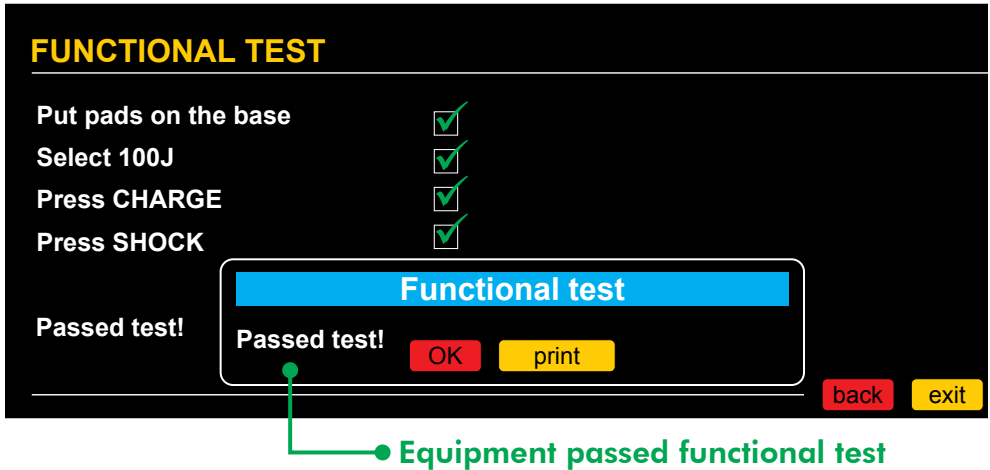 FUNCTIONAL TEST
Put pads on the base
Select 100J
Press CHARGE
Press SHOCK
Functional test
Passed test!
Passed test!
OK
print
back
exit
Equipment passed functional test